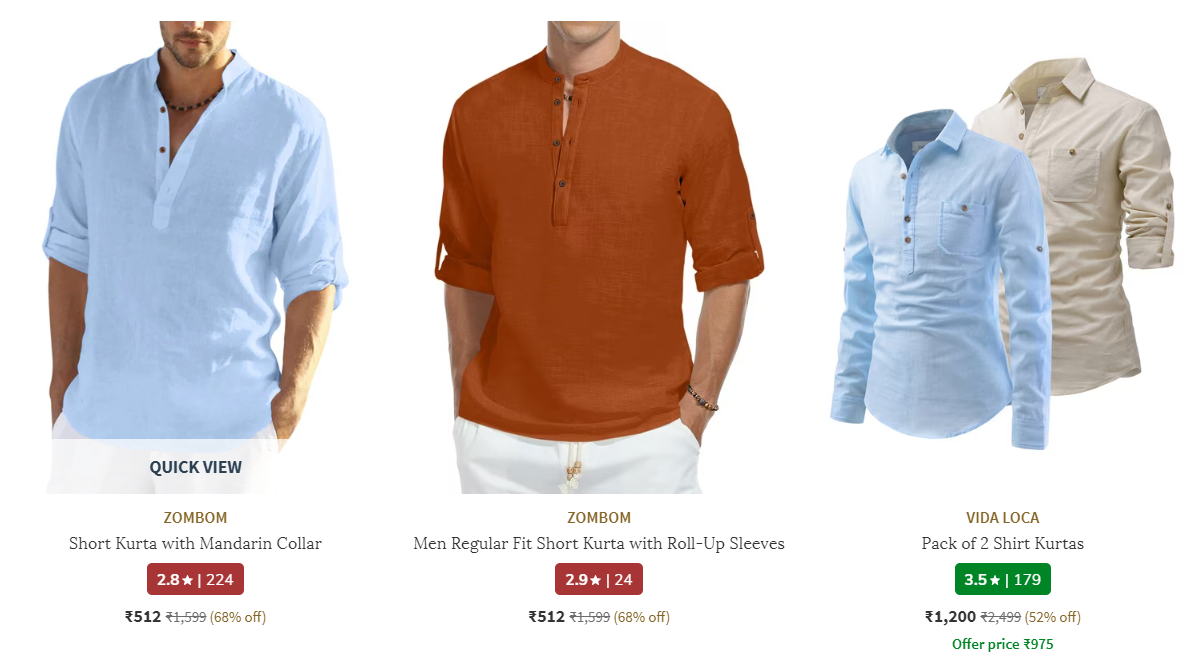 QUICK VIEW
ZOMBOM
Short Kurta with Mandarin Collar
2.8★ | 224
₹512 ₹1,599 (68% off)
ZOMBOM
Men Regular Fit Short Kurta with Roll-Up Sleeves
2.9★ | 24
₹512 ₹1,599 (68% off)
VIDA LOCA
Pack of 2 Shirt Kurtas
3.5★ | 179
₹1,200 ₹2,499 (52% off)
Offer price ₹975